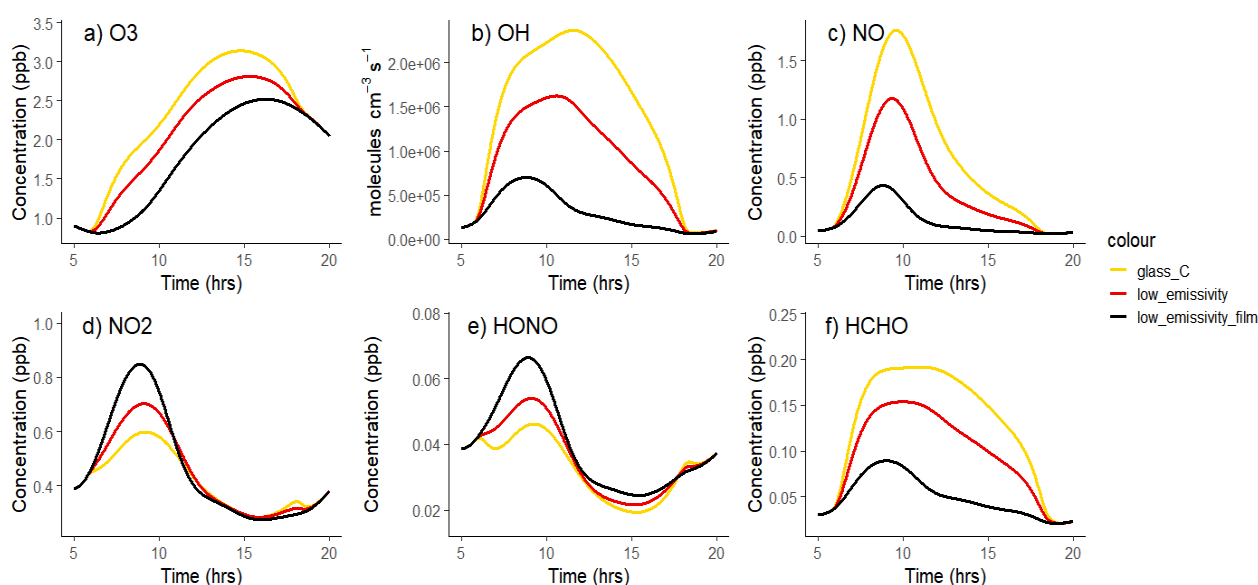 a) O3
Concentration (ppb)
3.5
3.0
2.5
2.0
1.5
1.0
5 10 15 20
Time (hrs)
b) OH
molecules cm⁻³ s⁻¹
2.0e+06
1.5e+06
1.0e+06
5.0e+05
0.0e+00
5 10 15 20
Time (hrs)
c) NO
Concentration (ppb)
1.5
1.0
0.5
0.0
5 10 15 20
Time (hrs)
colour
glass_C
low_emissivity
low_emissivity_film
d) NO2
Concentration (ppb)
1.0
0.8
0.6
0.4
5 10 15 20
Time (hrs)
e) HONO
Concentration (ppb)
0.08
0.06
0.04
0.02
5 10 15 20
Time (hrs)
f) HCHO
Concentration (ppb)
0.25
0.20
0.15
0.10
0.05
5 10 15 20
Time (hrs)